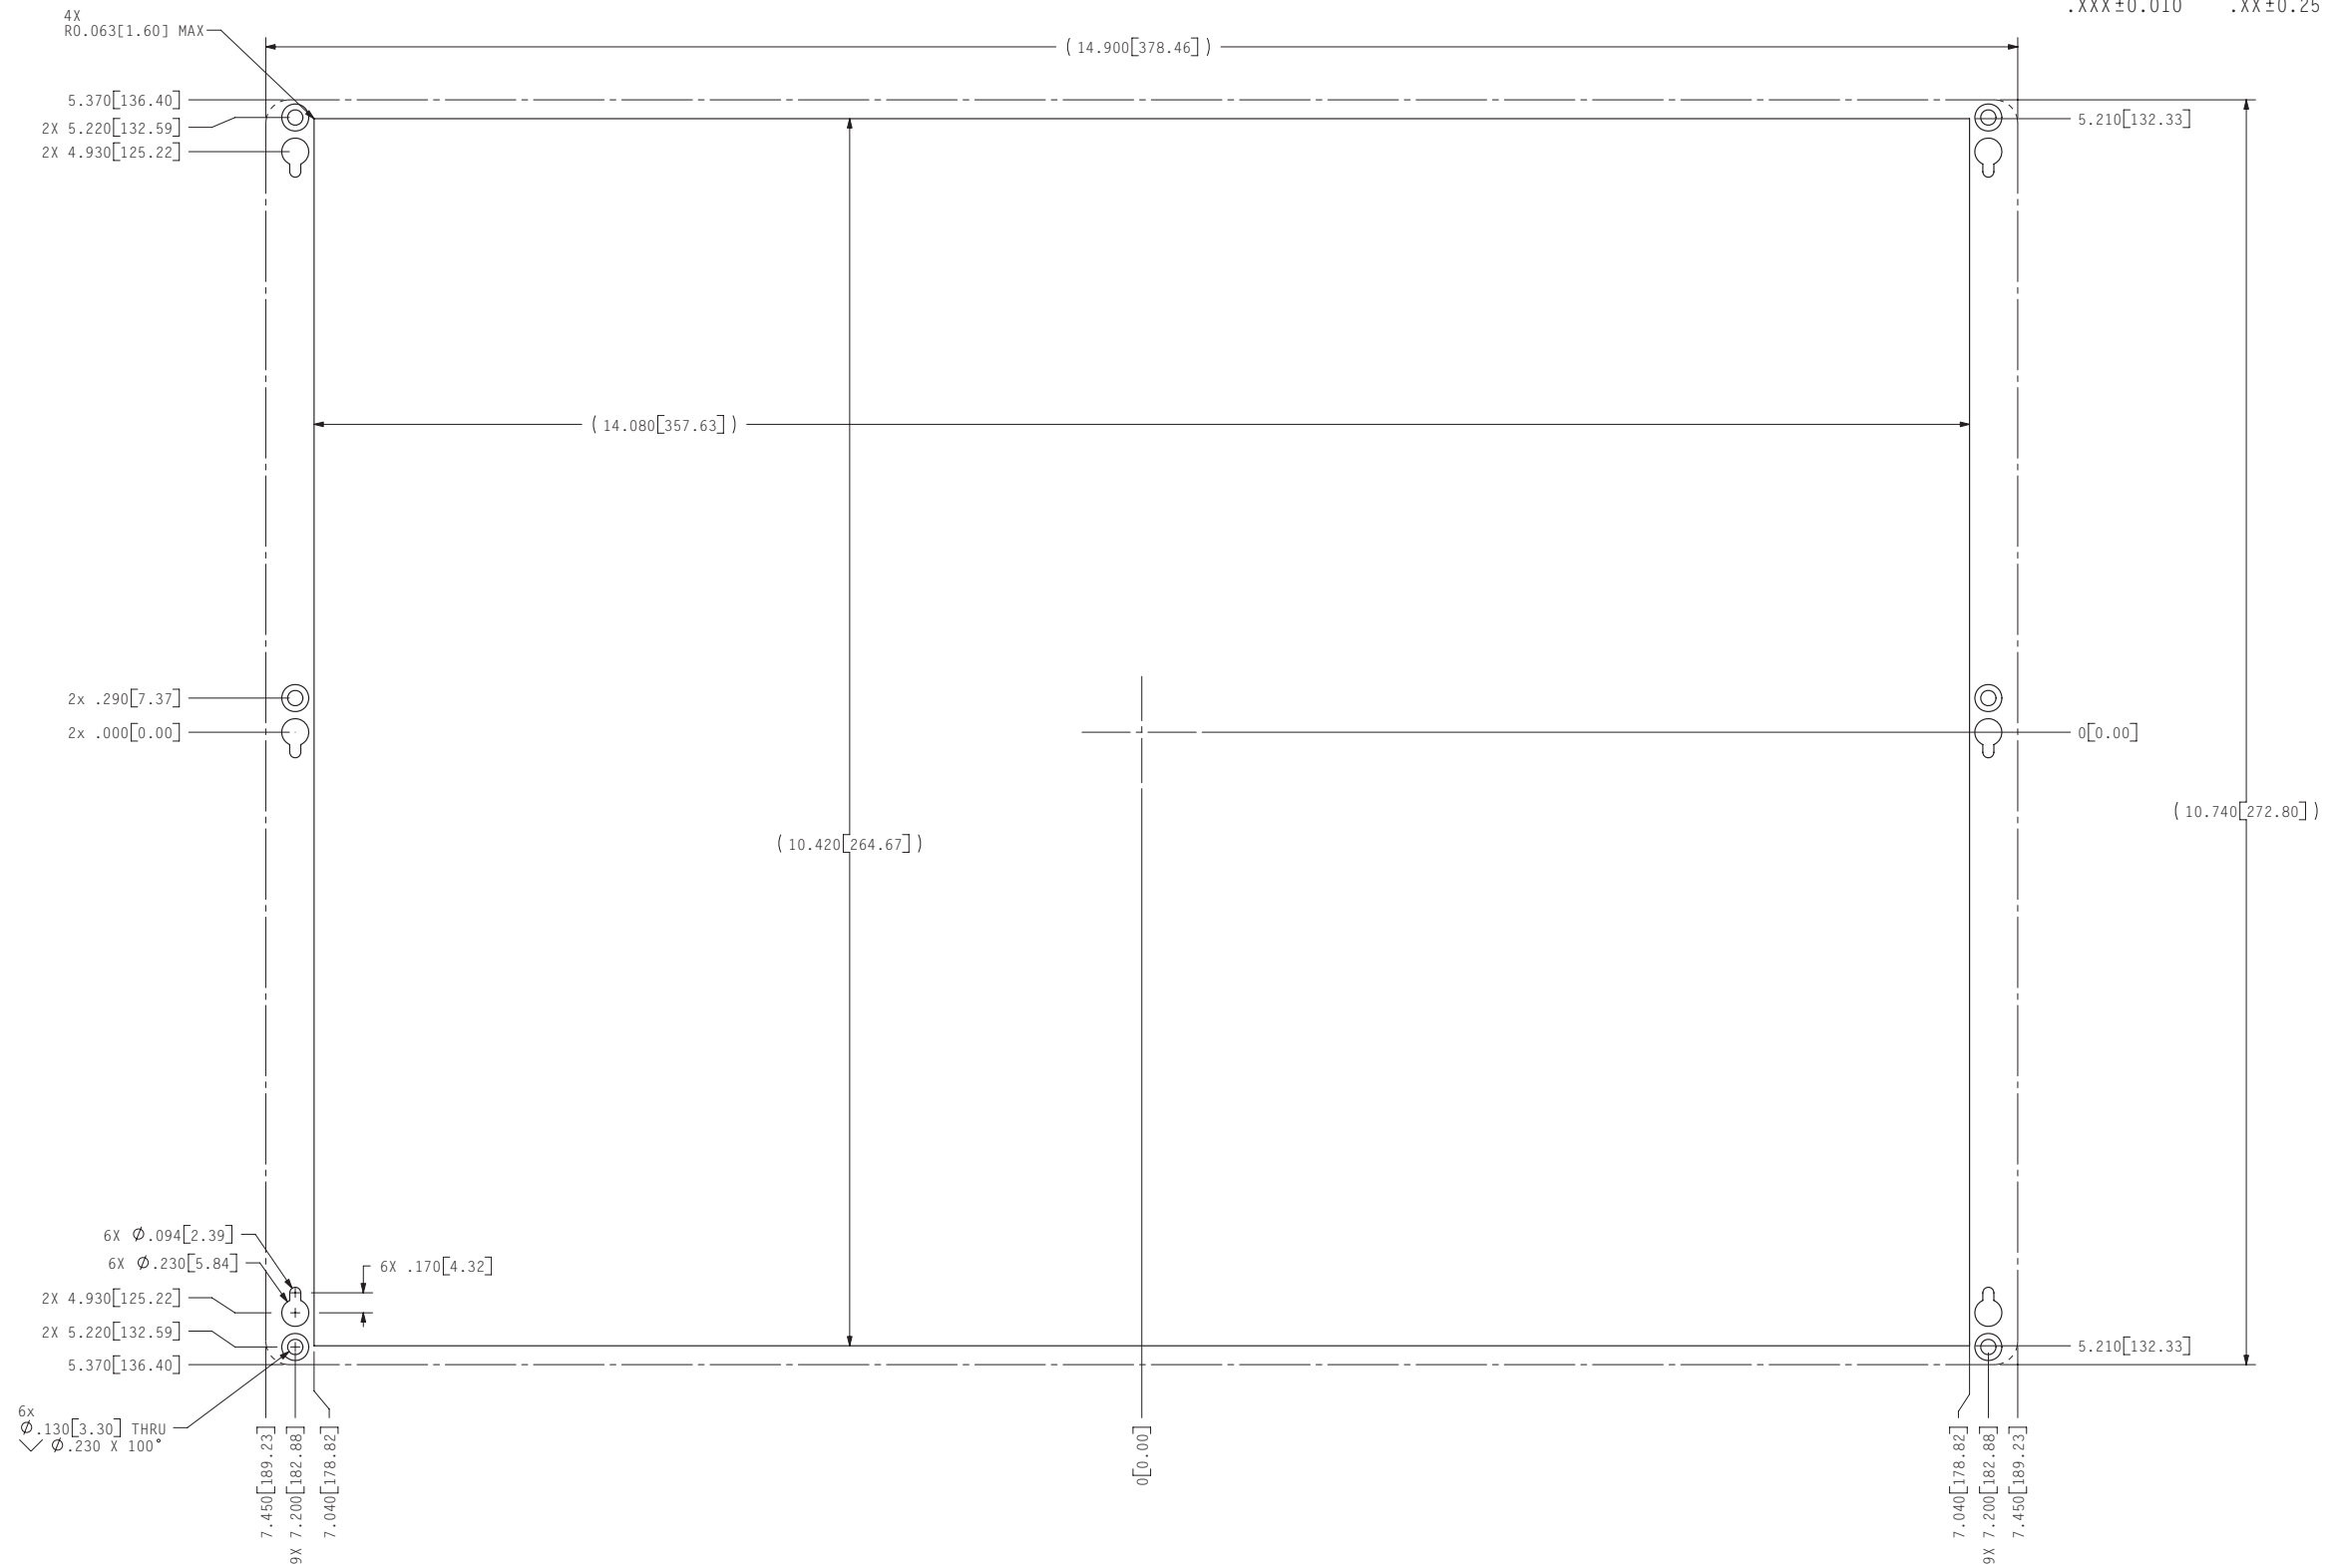 .XXX±0.010 .XX±0.25
4X
R0.063[1.60] MAX
(14.900[378.46])
5.370[136.40]
2X 5.220[132.59]
5.210[132.33]
2X 4.930[125.22]
(14.080[357.63])
2x .290[7.37]
2x .000[0.00]
0[0.00]
(10.740[272.80])
(10.420[264.67])
6X Ø.094[2.39]
6X Ø.230[5.84]
6X .170[4.32]
2X 4.930[125.22]
2X 5.220[132.59]
5.210[132.33]
5.370[136.40]
6x
Ø.130[3.30] THRU
⌵ Ø.230 X 100°
7.450[189.23]
9X 7.200[182.88]
7.040[178.82]
0[0.00]
7.040[178.82]
9X 7.200[182.88]
7.450[189.23]